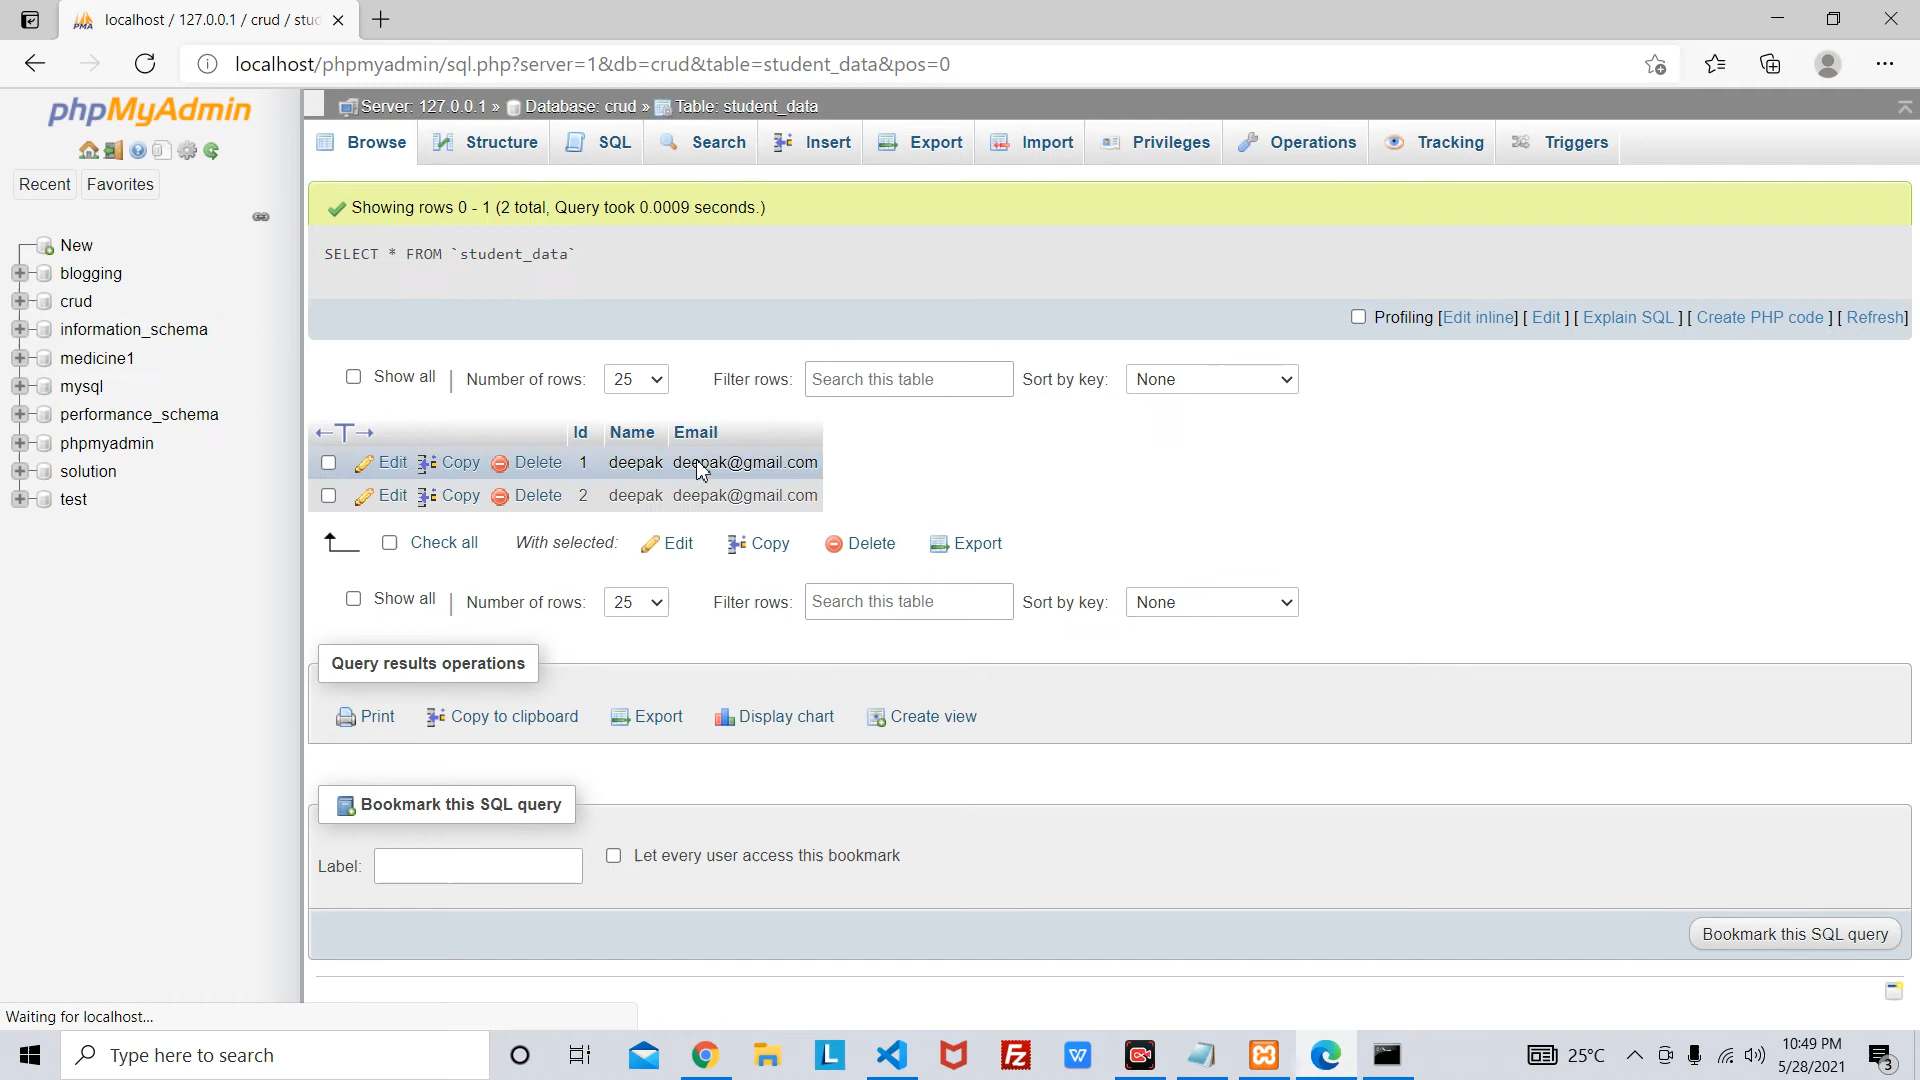 localhost / 127.0.0.1 / crud / stud
localhost/phpmyadmin/sql.php?server=1&db=crud&table=student_data&pos=0
phpMyAdmin
Recent Favorites
New
blogging
crud
information_schema
medicine1
mysql
performance_schema
phpmyadmin
solution
test
Server: 127.0.0.1 » Database: crud » Table: student_data
Browse Structure SQL Search Insert Export Import Privileges Operations Tracking Triggers
Showing rows 0 - 1 (2 total, Query took 0.0009 seconds.)
SELECT * FROM `student_data`
Profiling [Edit inline] [ Edit ] [ Explain SQL ] [ Create PHP code ] [ Refresh]
Show all | Number of rows: 25 Filter rows: Search this table Sort by key: None
Id Name Email
Edit Copy Delete 1 deepak deepak@gmail.com
Edit Copy Delete 2 deepak deepak@gmail.com
Check all With selected: Edit Copy Delete Export
Show all | Number of rows: 25 Filter rows: Search this table Sort by key: None
Query results operations
Print Copy to clipboard Export Display chart Create view
Bookmark this SQL query
Label: Let every user access this bookmark
Bookmark this SQL query
Waiting for localhost...
Type here to search
25°C
10:49 PM
5/28/2021
3